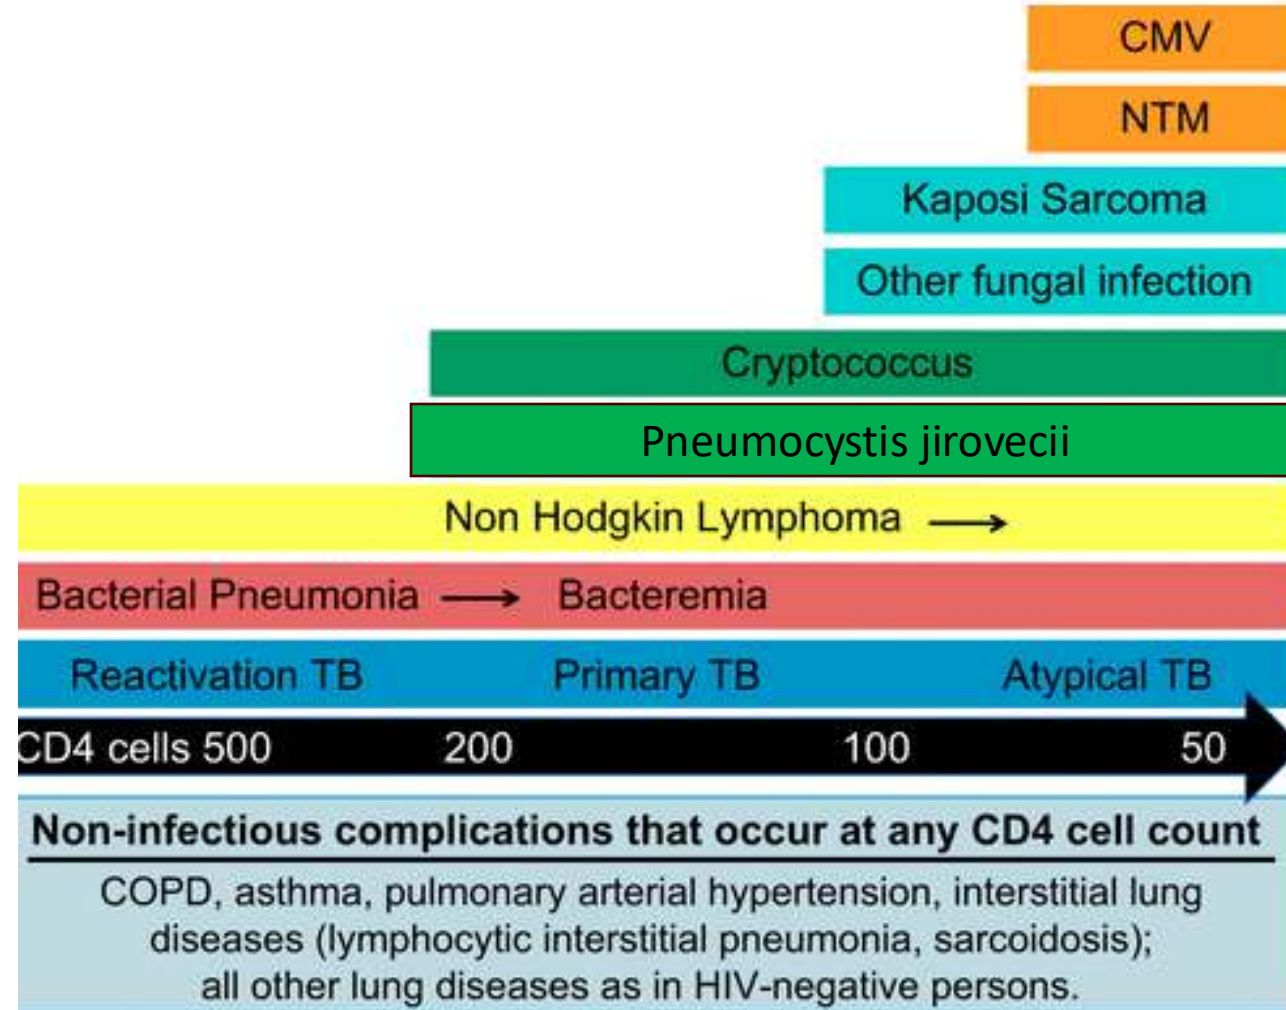 CMV
NTM
Kaposi Sarcoma
Other fungal infection
Cryptococcus
Pneumocystis jirovecii
Non Hodgkin Lymphoma →
Bacterial Pneumonia → Bacteremia
Reactivation TB Primary TB Atypical TB
CD4 cells 500 200 100 50
Non-infectious complications that occur at any CD4 cell count
COPD, asthma, pulmonary arterial hypertension, interstitial lung
diseases (lymphocytic interstitial pneumonia, sarcoidosis);
all other lung diseases as in HIV-negative persons.